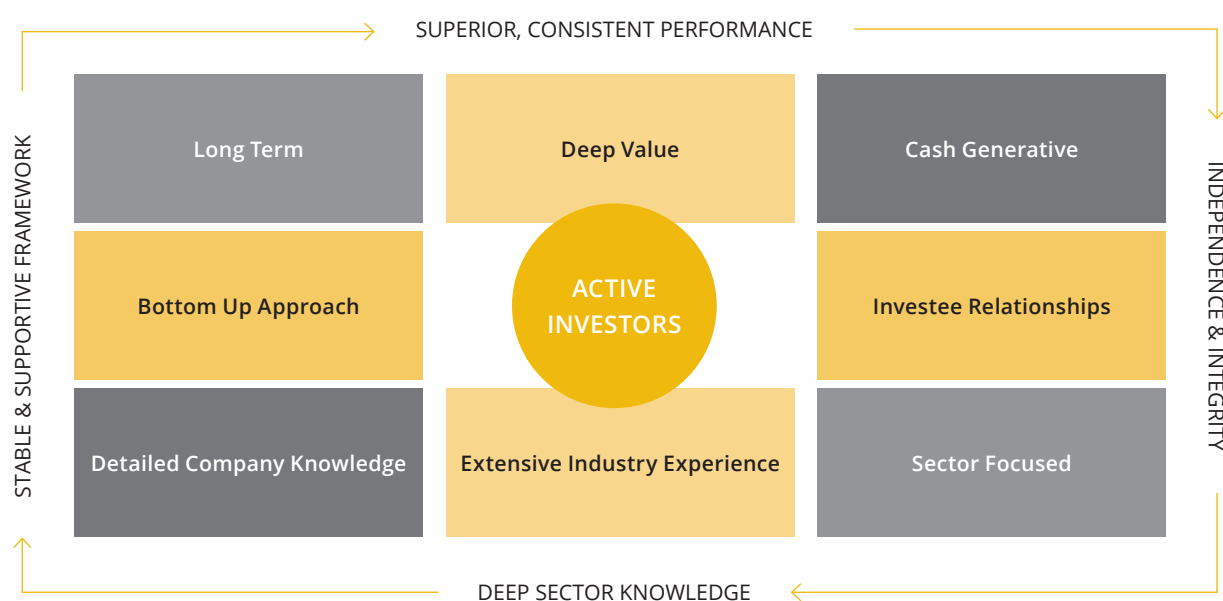 SUPERIOR, CONSISTENT PERFORMANCE
Long Term
Deep Value
Cash Generative
STABLE & SUPPORTIVE FRAMEWORK
INDEPENDENCE & INTEGRITY
Bottom Up Approach
ACTIVE
INVESTORS
Investee Relationships
Detailed Company Knowledge
Extensive Industry Experience
Sector Focused
DEEP SECTOR KNOWLEDGE